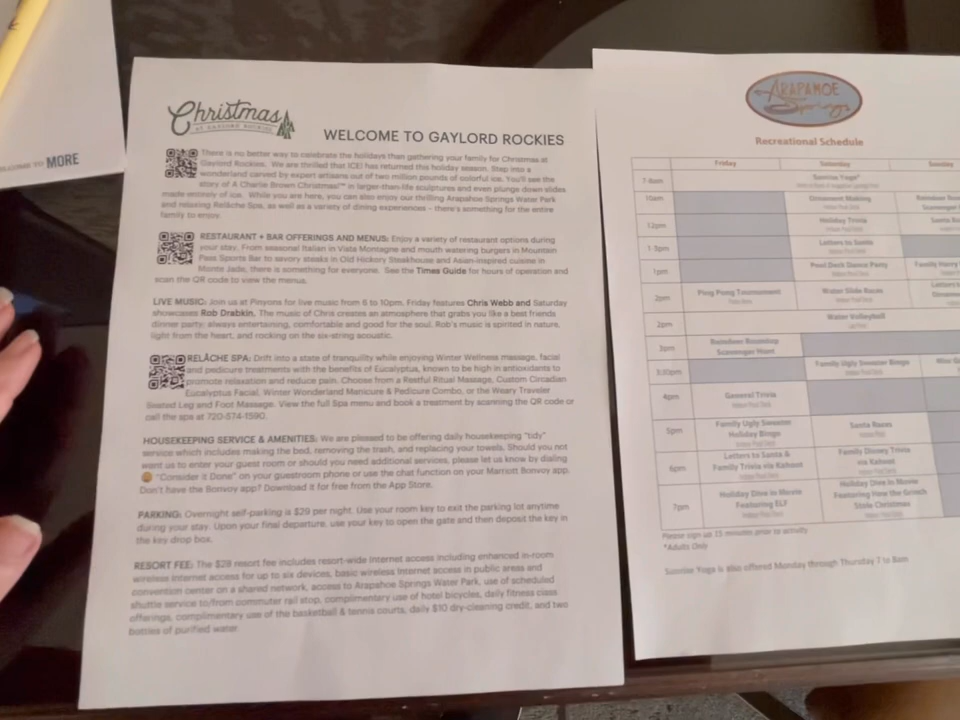 WELCOME TO MORE
Christmas
AT GAYLORD ROCKIES
WELCOME TO GAYLORD ROCKIES
There is no better way to celebrate the holidays than gathering your family for Christmas at
Gaylord Rockies. We are thrilled that ICE! has returned this holiday season. Step into a
wonderland carved by expert artisans out of two million pounds of colorful ice. You'll see the
story of A Charlie Brown Christmas™ in larger-than-life sculptures and even plunge down slides
made entirely of ice. While you are here, you can also enjoy our thrilling Arapahoe Springs Water Park
and relaxing Relâche Spa, as well as a variety of dining experiences – there's something for the entire
family to enjoy.
RESTAURANT + BAR OFFERINGS AND MENUS: Enjoy a variety of restaurant options during
your stay. From seasonal Italian in Vista Montagne and mouth watering burgers in Mountain
Pass Sports Bar to savory steaks in Old Hickory Steakhouse and Asian-inspired cuisine in
Monte Jade, there is something for everyone. See the Times Guide for hours of operation and
scan the QR code to view the menus.
LIVE MUSIC: Join us at Pinyons for live music from 6 to 10pm. Friday features Chris Webb and Saturday
showcases Rob Drabkin. The music of Chris creates an atmosphere that grabs you like a best friends
dinner party; always entertaining, comfortable and good for the soul. Rob's music is spirited in nature,
light from the heart, and rocking on the six-string acoustic.
RELÂCHE SPA: Drift into a state of tranquility while enjoying Winter Wellness massage, facial
and pedicure treatments with the benefits of Eucalyptus, known to be high in antioxidants to
promote relaxation and reduce pain. Choose from a Restful Ritual Massage, Custom Circadian
Eucalyptus Facial, Winter Wonderland Manicure & Pedicure Combo, or the Weary Traveler
Seated Leg and Foot Massage. View the full Spa menu and book a treatment by scanning the QR code or
call the spa at 720-574-1590.
HOUSEKEEPING SERVICE & AMENITIES: We are pleased to be offering daily housekeeping "tidy"
service which includes making the bed, removing the trash, and replacing your towels. Should you not
want us to enter your guest room or should you need additional services, please let us know by dialing
"Consider it Done" on your guestroom phone or use the chat function on your Marriott Bonvoy app.
Don't have the Bonvoy app? Download it for free from the App Store.
PARKING: Overnight self-parking is $29 per night. Use your room key to exit the parking lot anytime
during your stay. Upon your final departure, use your key to open the gate and then deposit the key in
the key drop box.
RESORT FEE: The $28 resort fee includes resort-wide Internet access including enhanced in-room
wireless Internet access for up to six devices, basic wireless Internet access in public areas and
convention center on a shared network, access to Arapahoe Springs Water Park, use of scheduled
shuttle service to/from commuter rail stop, complimentary use of hotel bicycles, daily fitness class
offerings, complimentary use of the basketball & tennis courts, daily $10 dry-cleaning credit, and two
bottles of purified water.
ARAPAHOE
Springs
Recreational Schedule
Friday Saturday Sunday
7-8am Sunrise Yoga*
10am Ornament Making Reindeer
12pm Holiday Trivia Santa
Letters to Santa
1pm Pool Deck Dance Party Family
2pm Ping Pong Tournament Water Slide Races
2pm Water Volleyball
3pm Reindeer Roundup
Scavenger Hunt
3:30pm Family Ugly Sweater Bingo
4pm General Trivia
5pm Family Ugly Sweater
Holiday Bingo Santa Races
6pm Letters to Santa &
Family Trivia via Kahoot Family Disney Trivia
via Kahoot
7pm Holiday Dive in Movie
Featuring ELF Holiday Dive in Movie
Featuring How the Grinch
Stole Christmas
Please sign up 15 minutes prior to activity
*Adults Only
Sunrise Yoga is also offered Monday through Thursday 7 to 8am